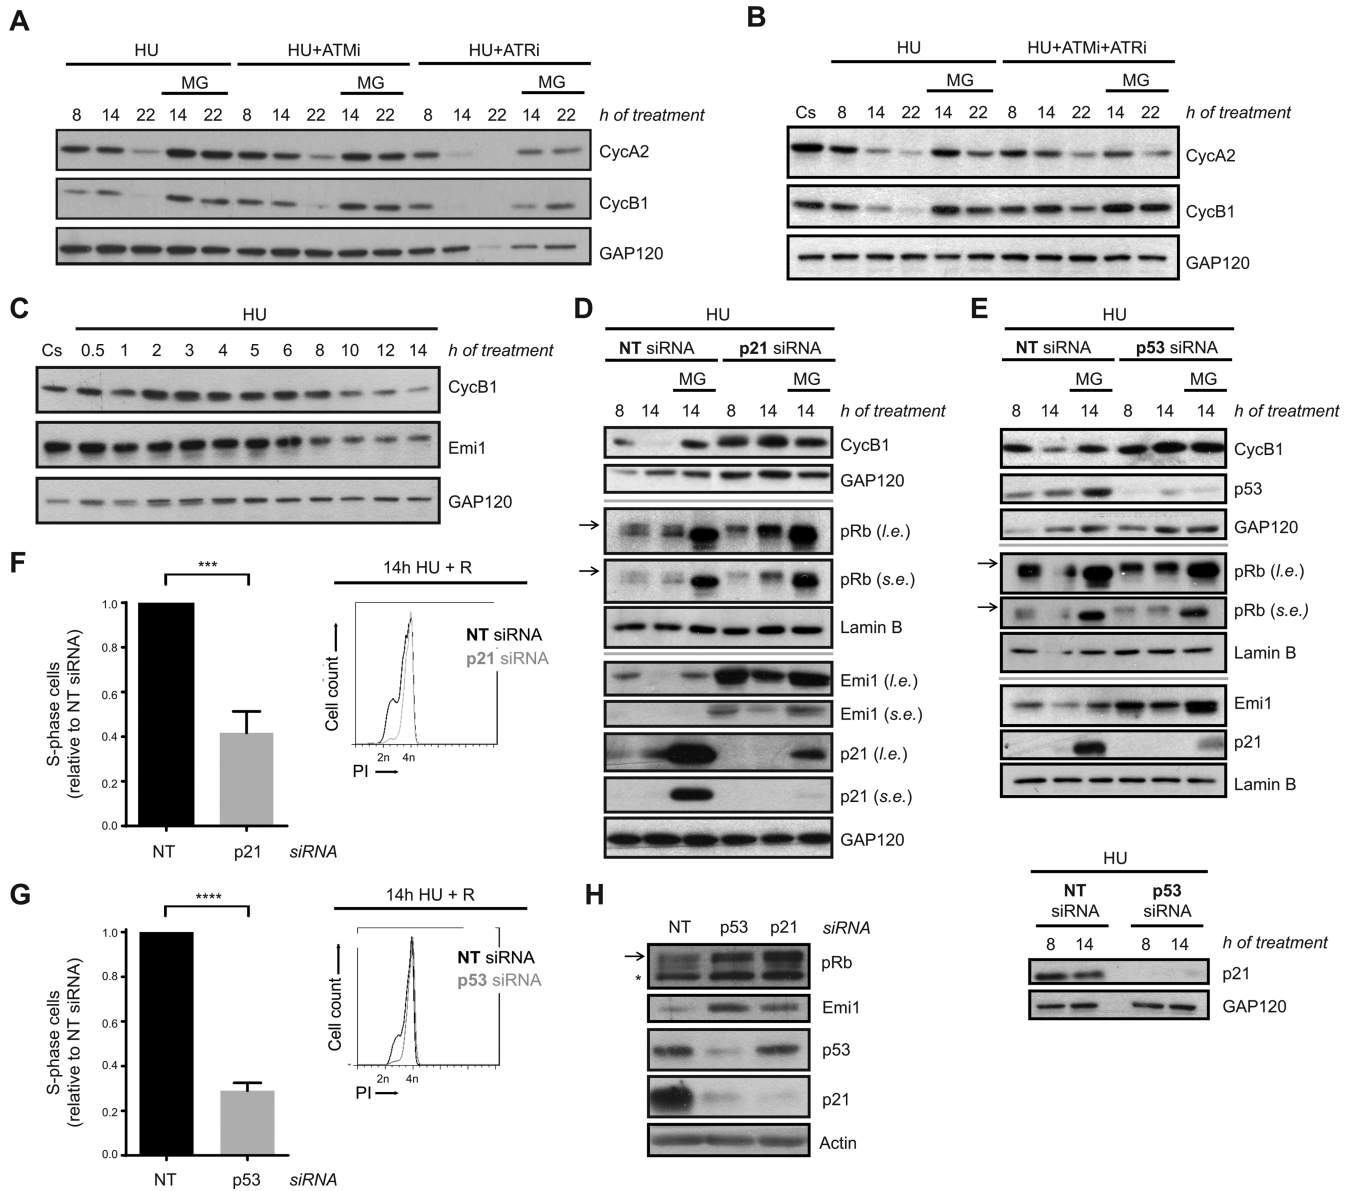 A
HU HU+ATMi HU+ATRi
MG MG MG
8 14 22 14 22 8 14 22 14 22 8 14 22 14 22 h of treatment
CycA2
CycB1
GAP120
B
HU HU+ATMi+ATRi
MG MG
Cs 8 14 22 14 22 8 14 22 14 22 h of treatment
CycA2
CycB1
GAP120
C
HU
Cs 0.5 1 2 3 4 5 6 8 10 12 14 h of treatment
CycB1
Emi1
GAP120
D
HU
NT siRNA p21 siRNA
MG MG
8 14 14 8 14 14 h of treatment
CycB1
GAP120
pRb (l.e.)
pRb (s.e.)
Lamin B
Emi1 (l.e.)
Emi1 (s.e.)
p21 (l.e.)
p21 (s.e.)
GAP120
E
HU
NT siRNA p53 siRNA
MG MG
8 14 14 8 14 14 h of treatment
CycB1
p53
GAP120
pRb (l.e.)
pRb (s.e.)
Lamin B
Emi1
p21
Lamin B
HU
NT siRNA p53 siRNA
8 14 8 14 h of treatment
p21
GAP120
F
***
S-phase cells
(relative to NT siRNA)
1.0
0.8
0.6
0.4
0.2
0.0
NT p21 siRNA
14h HU + R
NT siRNA
p21 siRNA
Cell count
2n 4n
PI
G
****
S-phase cells
(relative to NT siRNA)
1.0
0.8
0.6
0.4
0.2
0.0
NT p53 siRNA
14h HU + R
NT siRNA
p53 siRNA
Cell count
2n 4n
PI
H
NT p53 p21 siRNA
pRb
*
Emi1
p53
p21
Actin